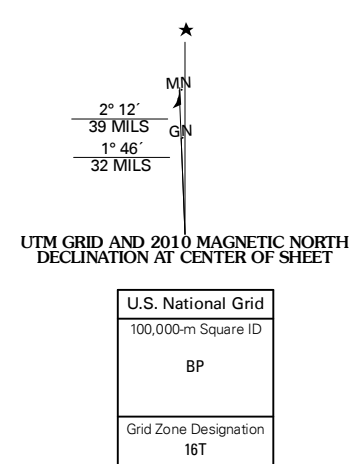 MN
2° 12´
39 MILS
GN
1° 46´
32 MILS
UTM GRID AND 2010 MAGNETIC NORTH
DECLINATION AT CENTER OF SHEET
U.S. National Grid
100,000-m Square ID
BP
Grid Zone Designation
16T